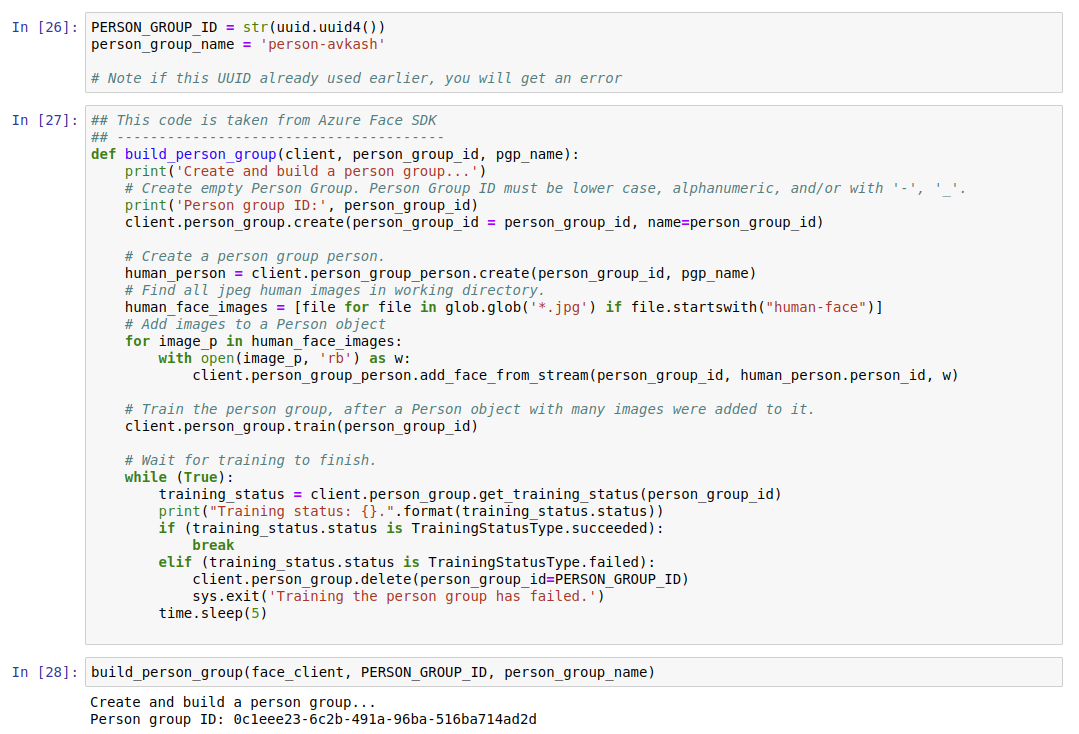 In [26]: PERSON_GROUP_ID = str(uuid.uuid4())
person_group_name = 'person-avkash'
# Note if this UUID already used earlier, you will get an error
In [27]: ## This code is taken from Azure Face SDK
## ---------------------------------------
def build_person_group(client, person_group_id, pgp_name):
    print('Create and build a person group...')
    # Create empty Person Group. Person Group ID must be lower case, alphanumeric, and/or with '-', '_'.
    print('Person group ID:', person_group_id)
    client.person_group.create(person_group_id = person_group_id, name=person_group_id)
    # Create a person group person.
    human_person = client.person_group_person.create(person_group_id, pgp_name)
    # Find all jpeg human images in working directory.
    human_face_images = [file for file in glob.glob('*.jpg') if file.startswith("human-face")]
    # Add images to a Person object
    for image_p in human_face_images:
        with open(image_p, 'rb') as w:
            client.person_group_person.add_face_from_stream(person_group_id, human_person.person_id, w)
    # Train the person group, after a Person object with many images were added to it.
    client.person_group.train(person_group_id)
    # Wait for training to finish.
    while (True):
        training_status = client.person_group.get_training_status(person_group_id)
        print("Training status: {}.".format(training_status.status))
        if (training_status.status is TrainingStatusType.succeeded):
            break
        elif (training_status.status is TrainingStatusType.failed):
            client.person_group.delete(person_group_id=PERSON_GROUP_ID)
            sys.exit('Training the person group has failed.')
        time.sleep(5)
In [28]: build_person_group(face_client, PERSON_GROUP_ID, person_group_name)
Create and build a person group...
Person group ID: 0c1eee23-6c2b-491a-96ba-516ba714ad2d